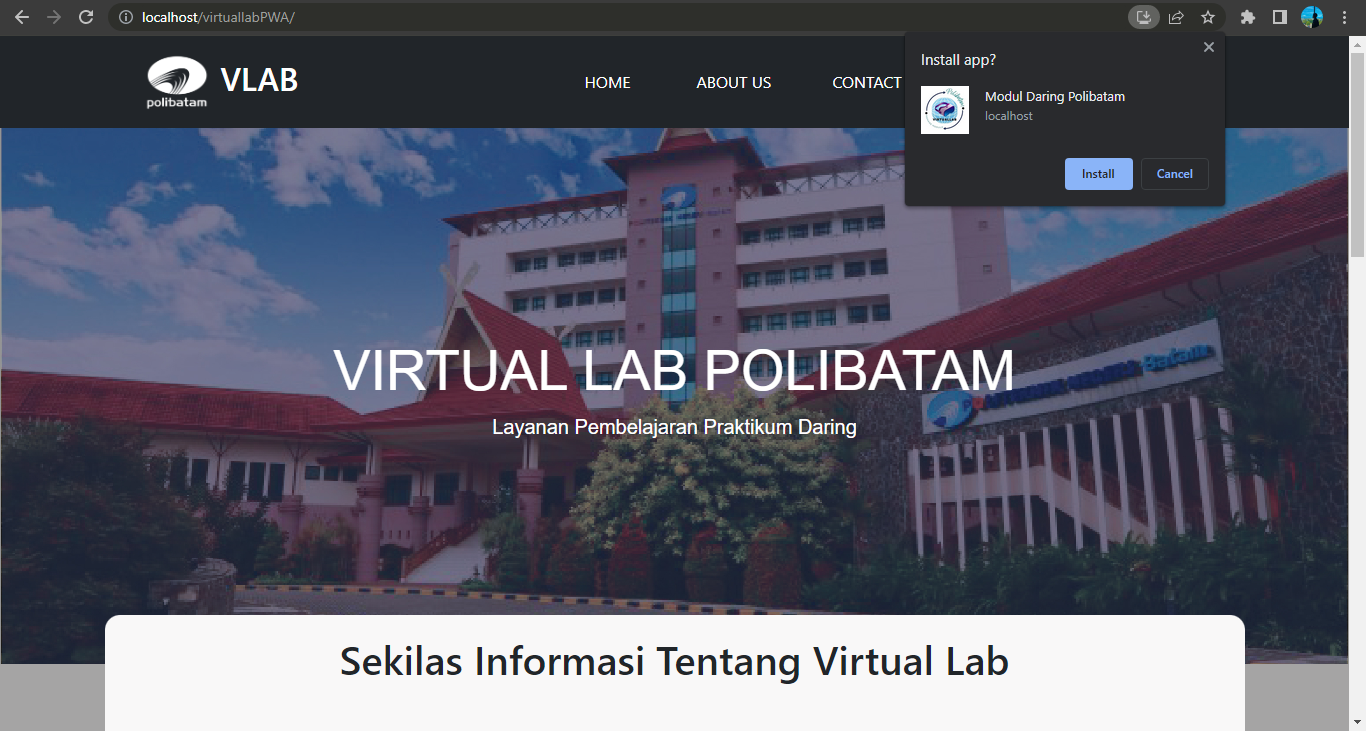 localhost/virtuallabPWA/
polibatam
VLAB
HOME
ABOUT US
CONTACT
Install app?
Modul Daring Polibatam
localhost
Install
Cancel
Batam
VIRTUAL LAB POLIBATAM
Layanan Pembelajaran Praktikum Daring
Sekilas Informasi Tentang Virtual Lab